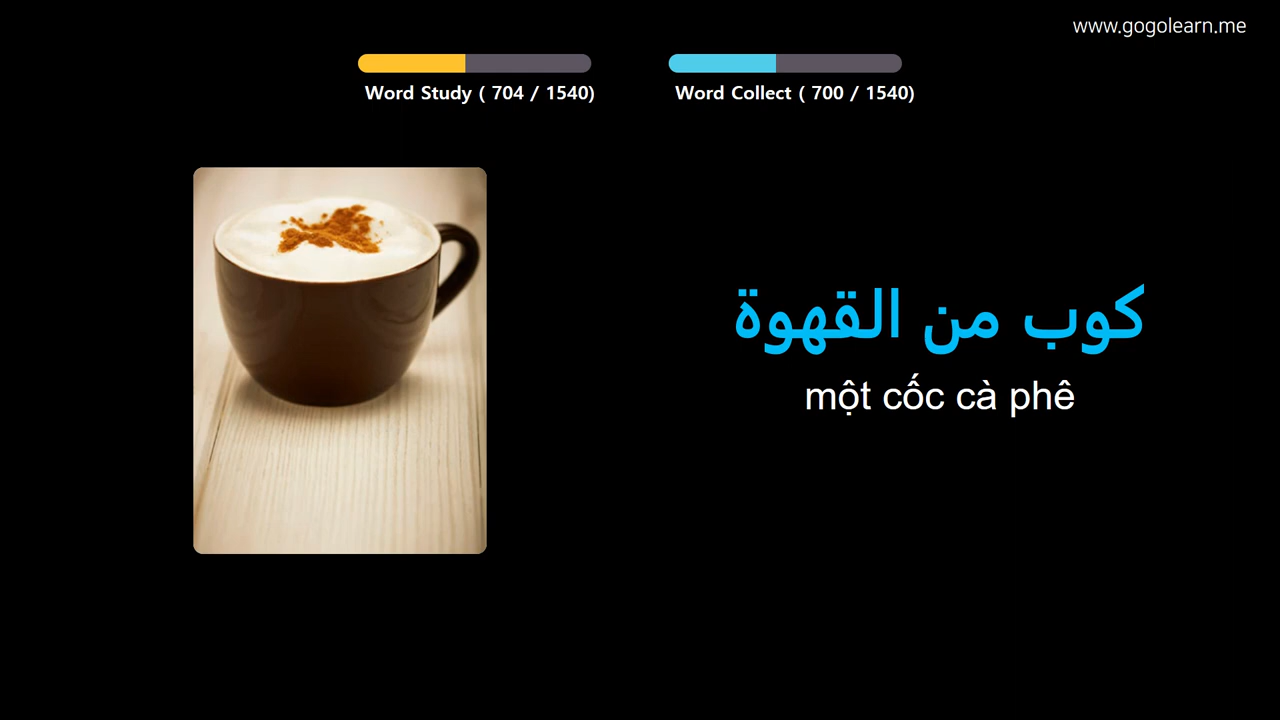 www.gogolearn.me
Word Study ( 704 / 1540)
Word Collect ( 700 / 1540)
كوب من القهوة
một cốc cà phê